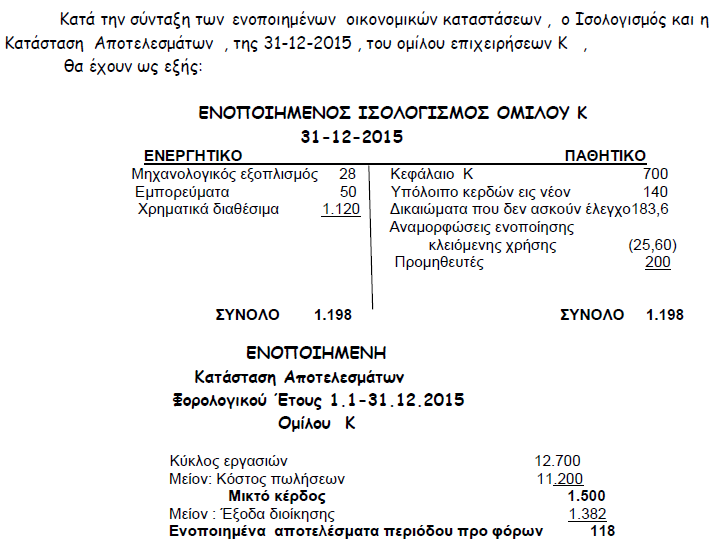 Κατά την σύνταξη των ενοποιημένων οικονομικών καταστάσεων , ο Ισολογισμός και η
Κατάσταση Αποτελεσμάτων , της 31-12-2015 , του ομίλου επιχειρήσεων Κ ,
θα έχουν ως εξής:
ΕΝΟΠΟΙΗΜΕΝΟΣ ΙΣΟΛΟΓΙΣΜΟΣ ΟΜΙΛΟΥ Κ
31-12-2015
ΕΝΕΡΓΗΤΙΚΟ ΠΑΘΗΤΙΚΟ
Μηχανολογικός εξοπλισμός 28 Κεφάλαιο Κ 700
Εμπορεύματα 50 Υπόλοιπο κερδών εις νέον 140
Χρηματικά διαθέσιμα 1.120 Δικαιώματα που δεν ασκούν έλεγχο183,6
Αναμορφώσεις ενοποίησης
κλειόμενης χρήσης (25,60)
Προμηθευτές 200
ΣΥΝΟΛΟ 1.198 ΣΥΝΟΛΟ 1.198
ΕΝΟΠΟΙΗΜΕΝΗ
Κατάσταση Αποτελεσμάτων
Φορολογικού Έτους 1.1-31.12.2015
Ομίλου Κ
Κύκλος εργασιών 12.700
Μείον: Κόστος πωλήσεων 11.200
Μικτό κέρδος 1.500
Μείον : Έξοδα διοίκησης 1.382
Ενοποιημένα αποτελέσματα περιόδου προ φόρων 118